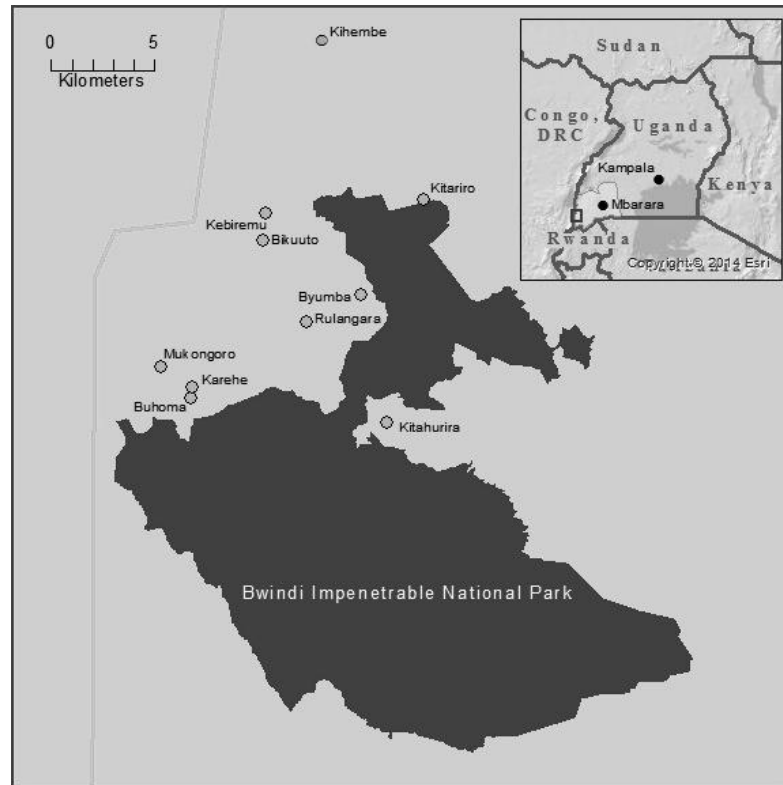 0 5
Kilometers
Kihembe
Kitariro
Kebiremu
Bikuuto
Byumba
Rulangara
Mukongoro
Karehe
Buhoma
Kitahurira
Bwindi Impenetrable National Park
Sudan
Congo,
DRC
Uganda
Kampala
Kenya
Mbarara
Rwanda
Copyright:© 2014 Esri